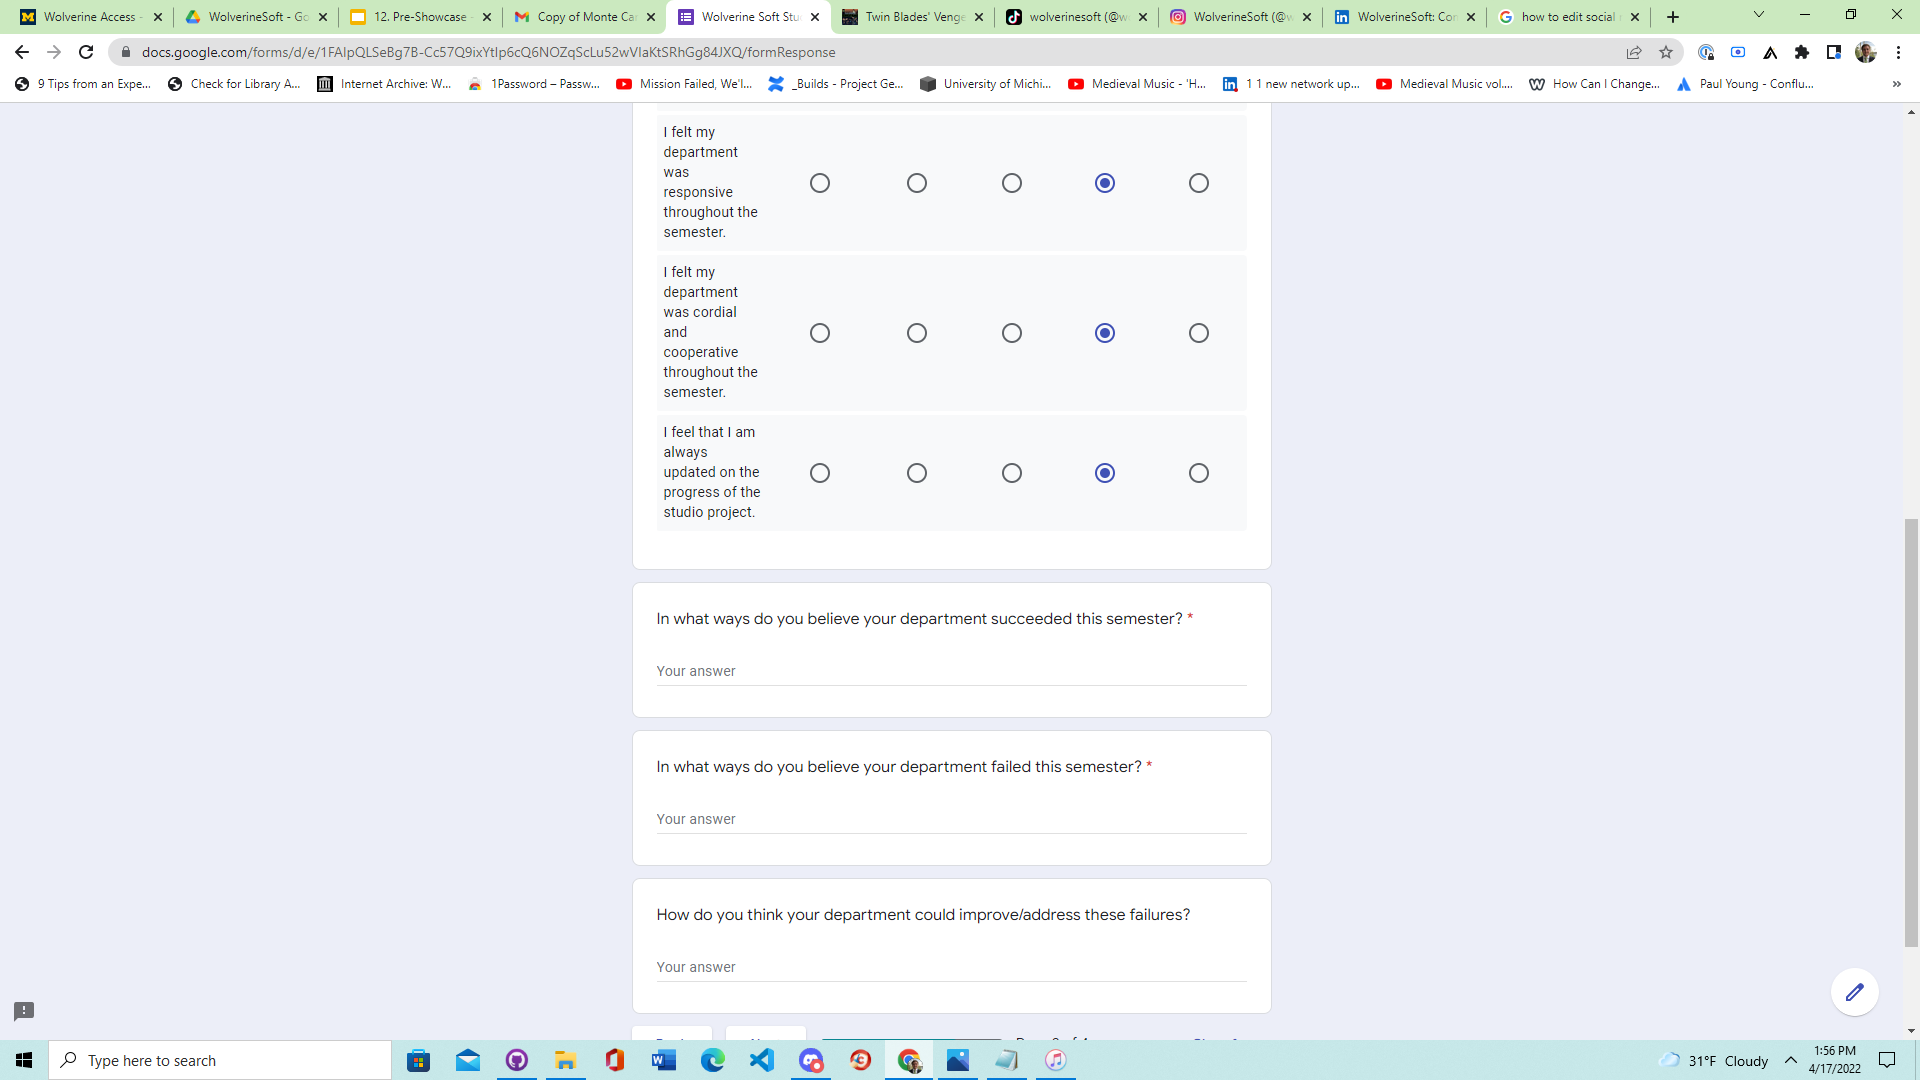 Wolverine Access -
WolverineSoft - Go
12. Pre-Showcase -
Copy of Monte Car
Wolverine Soft Stu
Twin Blades' Venge
wolverinesoft (@w
WolverineSoft (@w
WolverineSoft: Con
how to edit social
docs.google.com/forms/d/e/1FAIpQLSeBg7B-Cc57Q9ixYtIp6cQ6NOZqScLu52wVIaKtSRhGg84JXQ/formResponse
9 Tips from an Expe...
Check for Library A...
Internet Archive: W...
1Password – Passw...
Mission Failed, We'l...
_Builds - Project Ge...
University of Michi...
Medieval Music - 'H...
1 1 new network up...
Medieval Music vol....
How Can I Change...
Paul Young - Conflu...
»
I felt my
department
was
responsive
throughout the
semester.
I felt my
department
was cordial
and
cooperative
throughout the
semester.
I feel that I am
always
updated on the
progress of the
studio project.
In what ways do you believe your department succeeded this semester? *
Your answer
In what ways do you believe your department failed this semester? *
Your answer
How do you think your department could improve/address these failures?
Your answer
Type here to search
31°F Cloudy
1:56 PM
4/17/2022